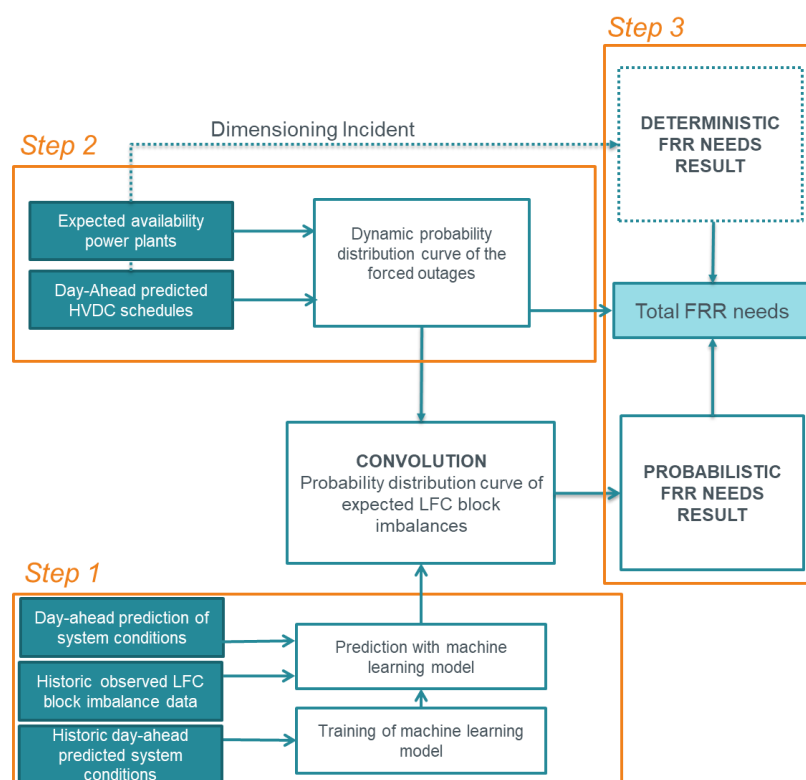 Step 3
DETERMINISTIC
FRR NEEDS
RESULT
Dimensioning Incident
Step 2
Expected availability
power plants
Dynamic probability
distribution curve of the
forced outages
Day-Ahead predicted
HVDC schedules
Total FRR needs
CONVOLUTION
Probability distribution curve of
expected LFC block
imbalances
PROBABILISTIC
FRR NEEDS
RESULT
Step 1
Day-ahead prediction of
system conditions
Prediction with machine
learning model
Historic observed LFC
block imbalance data
Historic day-ahead
predicted system
conditions
Training of machine learning
model